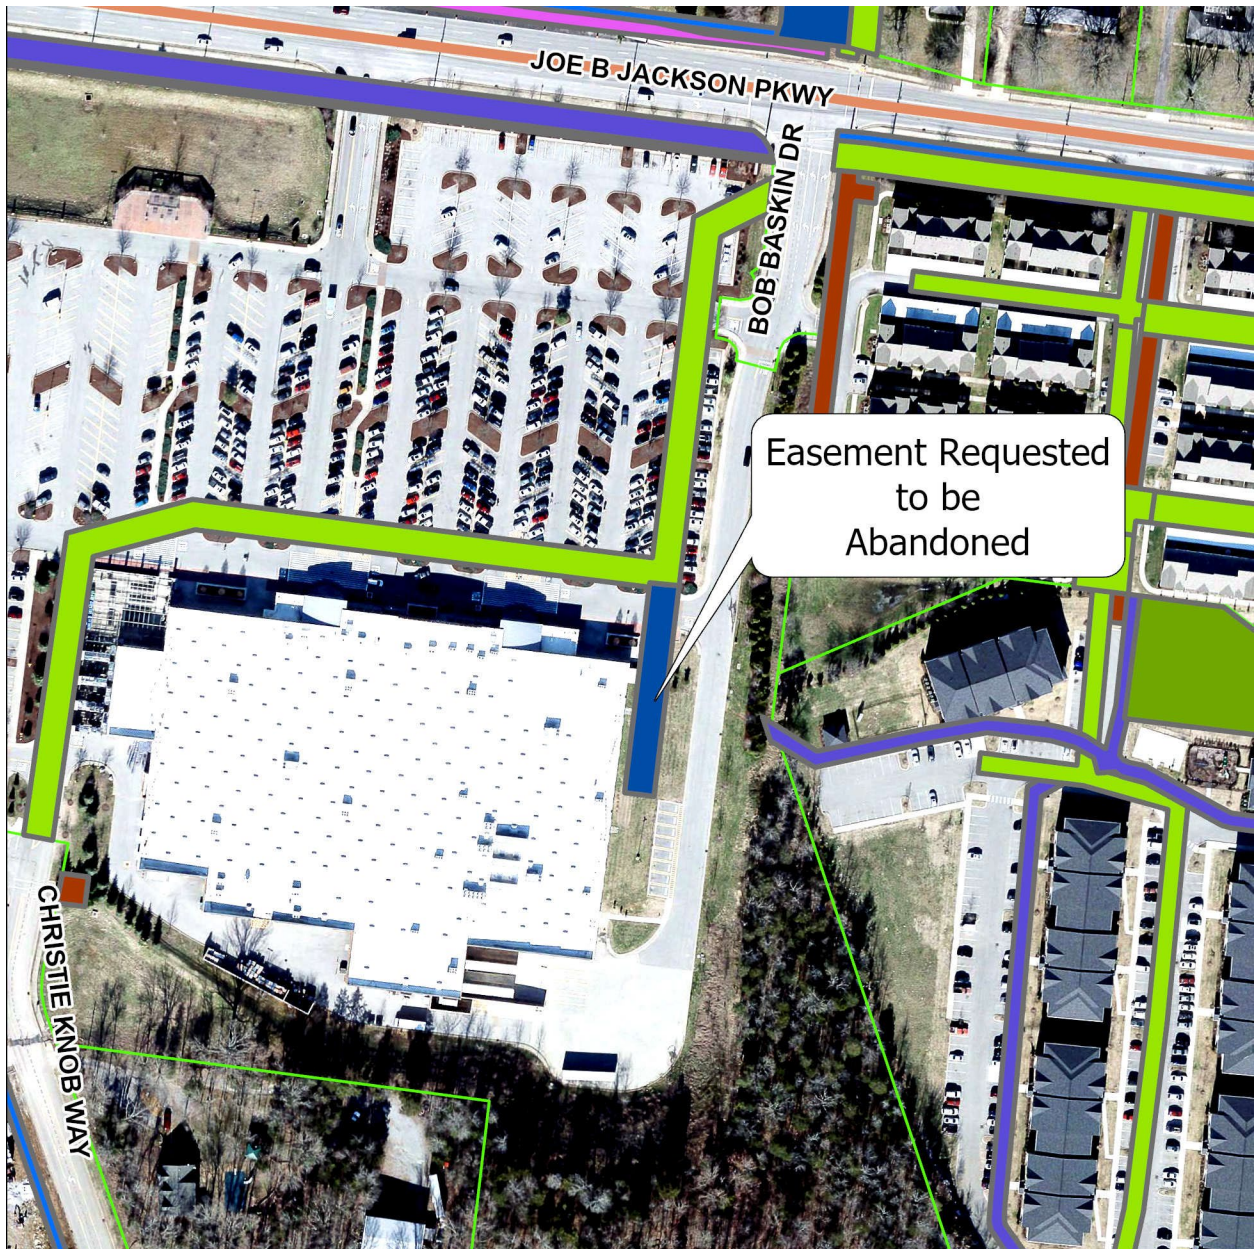 JOE B JACKSON PKWY
BOB BASKIN DR
Easement Requested
to be
Abandoned
CHRISTIE KNOB WAY